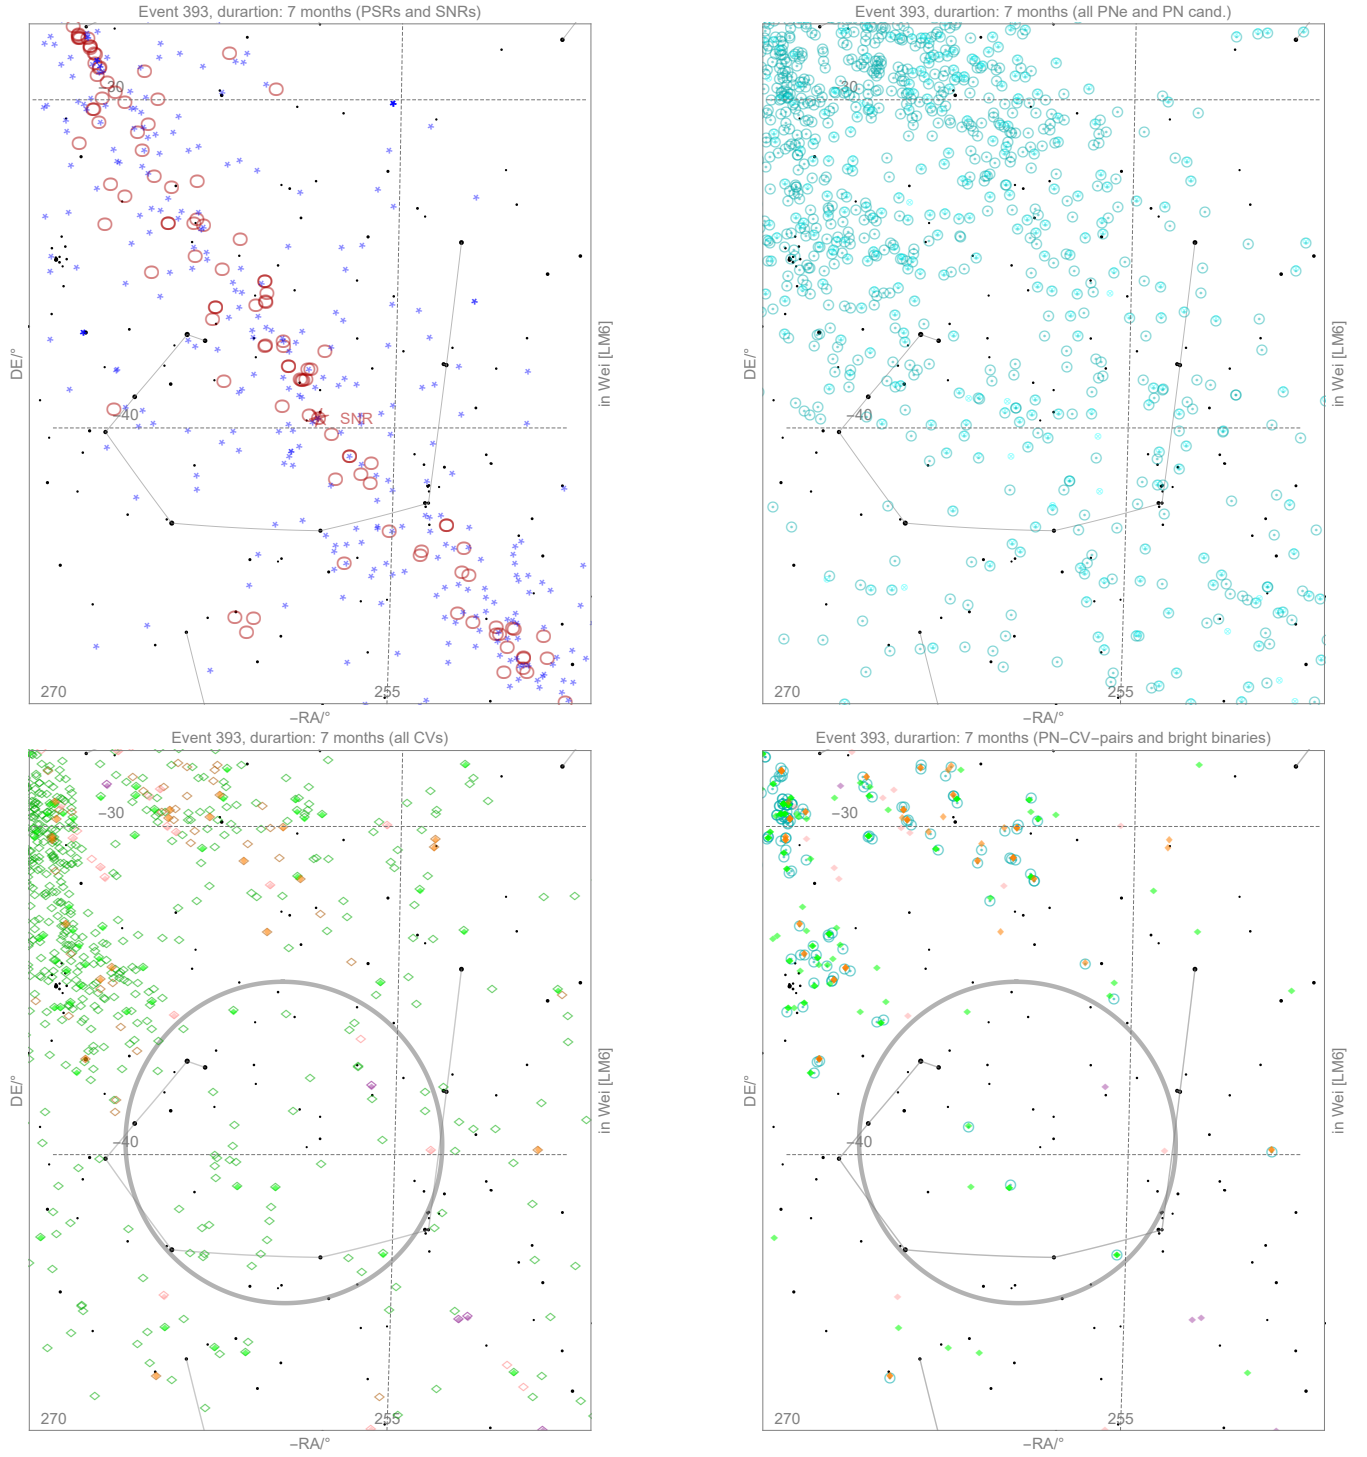 Event 393, durartion: 7 months (PSRs and SNRs)
−30
DE/°
in Wei [LM6]
SNR
−40
270
255
−RA/°
Event 393, durartion: 7 months (all PNe and PN cand.)
−30
DE/°
in Wei [LM6]
−40
270
255
−RA/°
Event 393, durartion: 7 months (all CVs)
−30
DE/°
in Wei [LM6]
−40
270
255
−RA/°
Event 393, durartion: 7 months (PN−CV−pairs and bright binaries)
−30
DE/°
in Wei [LM6]
−40
270
255
−RA/°